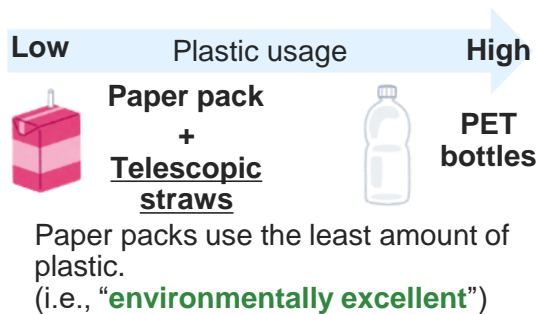 Low Plastic usage High
Paper pack
+
Telescopic
straws
PET
bottles
Paper packs use the least amount of
plastic.
(i.e., “environmentally excellent”)